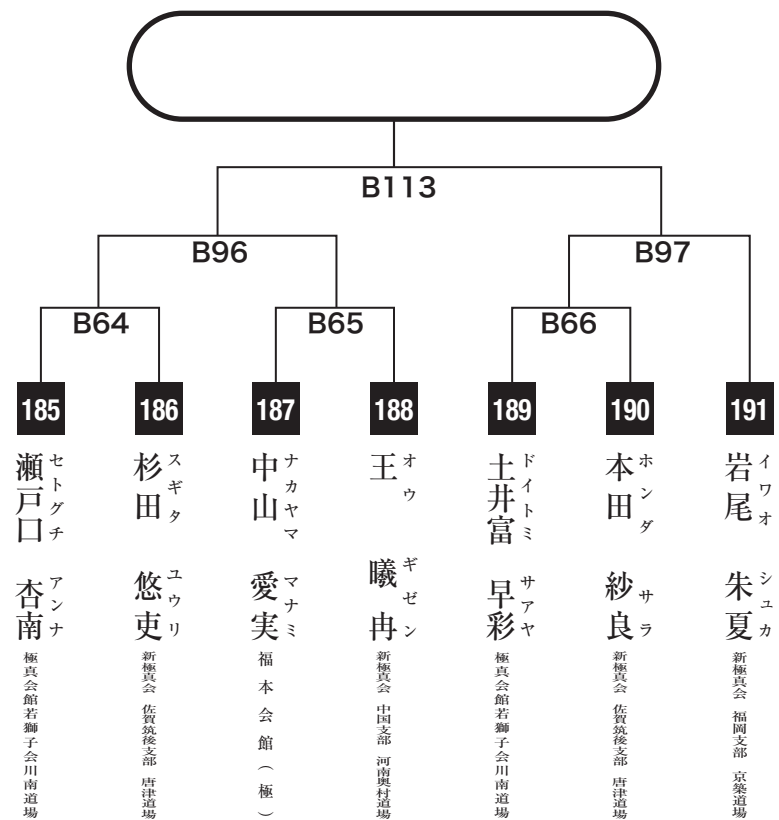 B113
B96
B97
B64
B65
B66
185
186
187
188
189
190
191
セトグチ アンナ
瀬戸口 杏南
極真会館若獅子会川南道場
スギタ ユウリ
杉田 悠吏
新極真会 佐賀筑後支部 唐津道場
ナカヤマ マナミ
中山 愛実
福本会館(極)
オウ ギゼン
王 曦冉
新極真会 中国支部 河南奥村道場
ドイトミ サアヤ
土井富 早彩
極真会館若獅子会川南道場
ホンダ サラ
本田 紗良
新極真会 佐賀筑後支部 唐津道場
イワオ シュカ
岩尾 朱夏
新極真会 福岡支部 京築道場